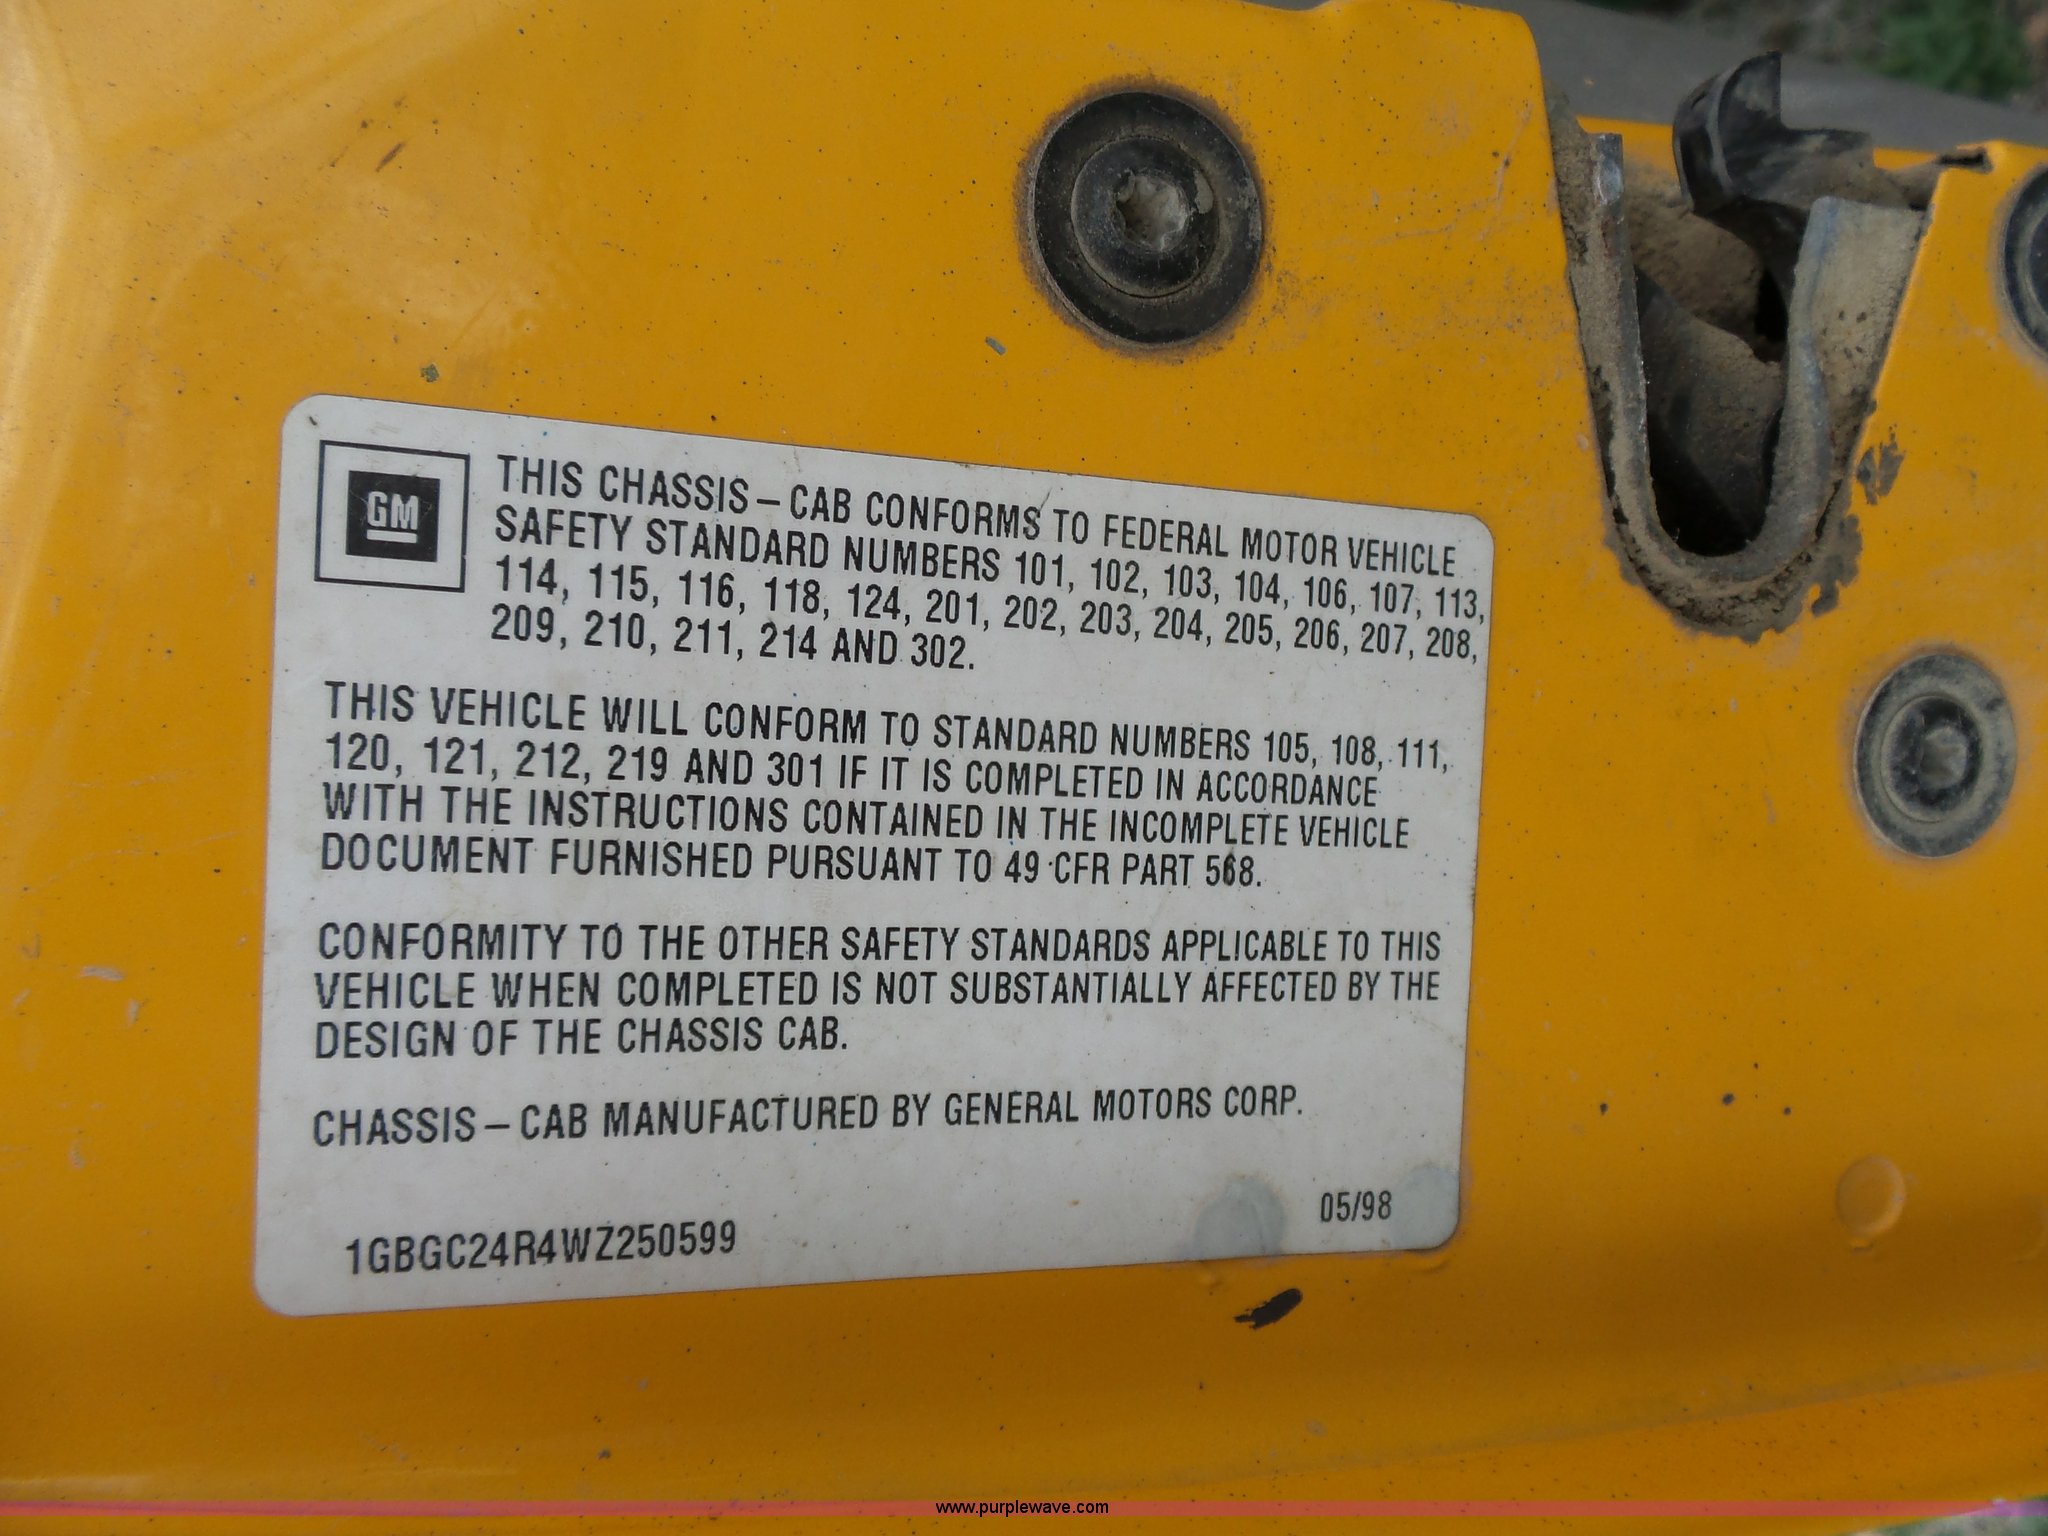 GM
THIS CHASSIS – CAB CONFORMS TO FEDERAL MOTOR VEHICLE
SAFETY STANDARD NUMBERS 101, 102, 103, 104, 106, 107, 113,
114, 115, 116, 118, 124, 201, 202, 203, 204, 205, 206, 207, 208,
209, 210, 211, 214 AND 302.
THIS VEHICLE WILL CONFORM TO STANDARD NUMBERS 105, 108, 111,
120, 121, 212, 219 AND 301 IF IT IS COMPLETED IN ACCORDANCE
WITH THE INSTRUCTIONS CONTAINED IN THE INCOMPLETE VEHICLE
DOCUMENT FURNISHED PURSUANT TO 49 CFR PART 568.
CONFORMITY TO THE OTHER SAFETY STANDARDS APPLICABLE TO THIS
VEHICLE WHEN COMPLETED IS NOT SUBSTANTIALLY AFFECTED BY THE
DESIGN OF THE CHASSIS CAB.
CHASSIS – CAB MANUFACTURED BY GENERAL MOTORS CORP.
05/98
1GBGC24R4WZ250599
www.purplewave.com